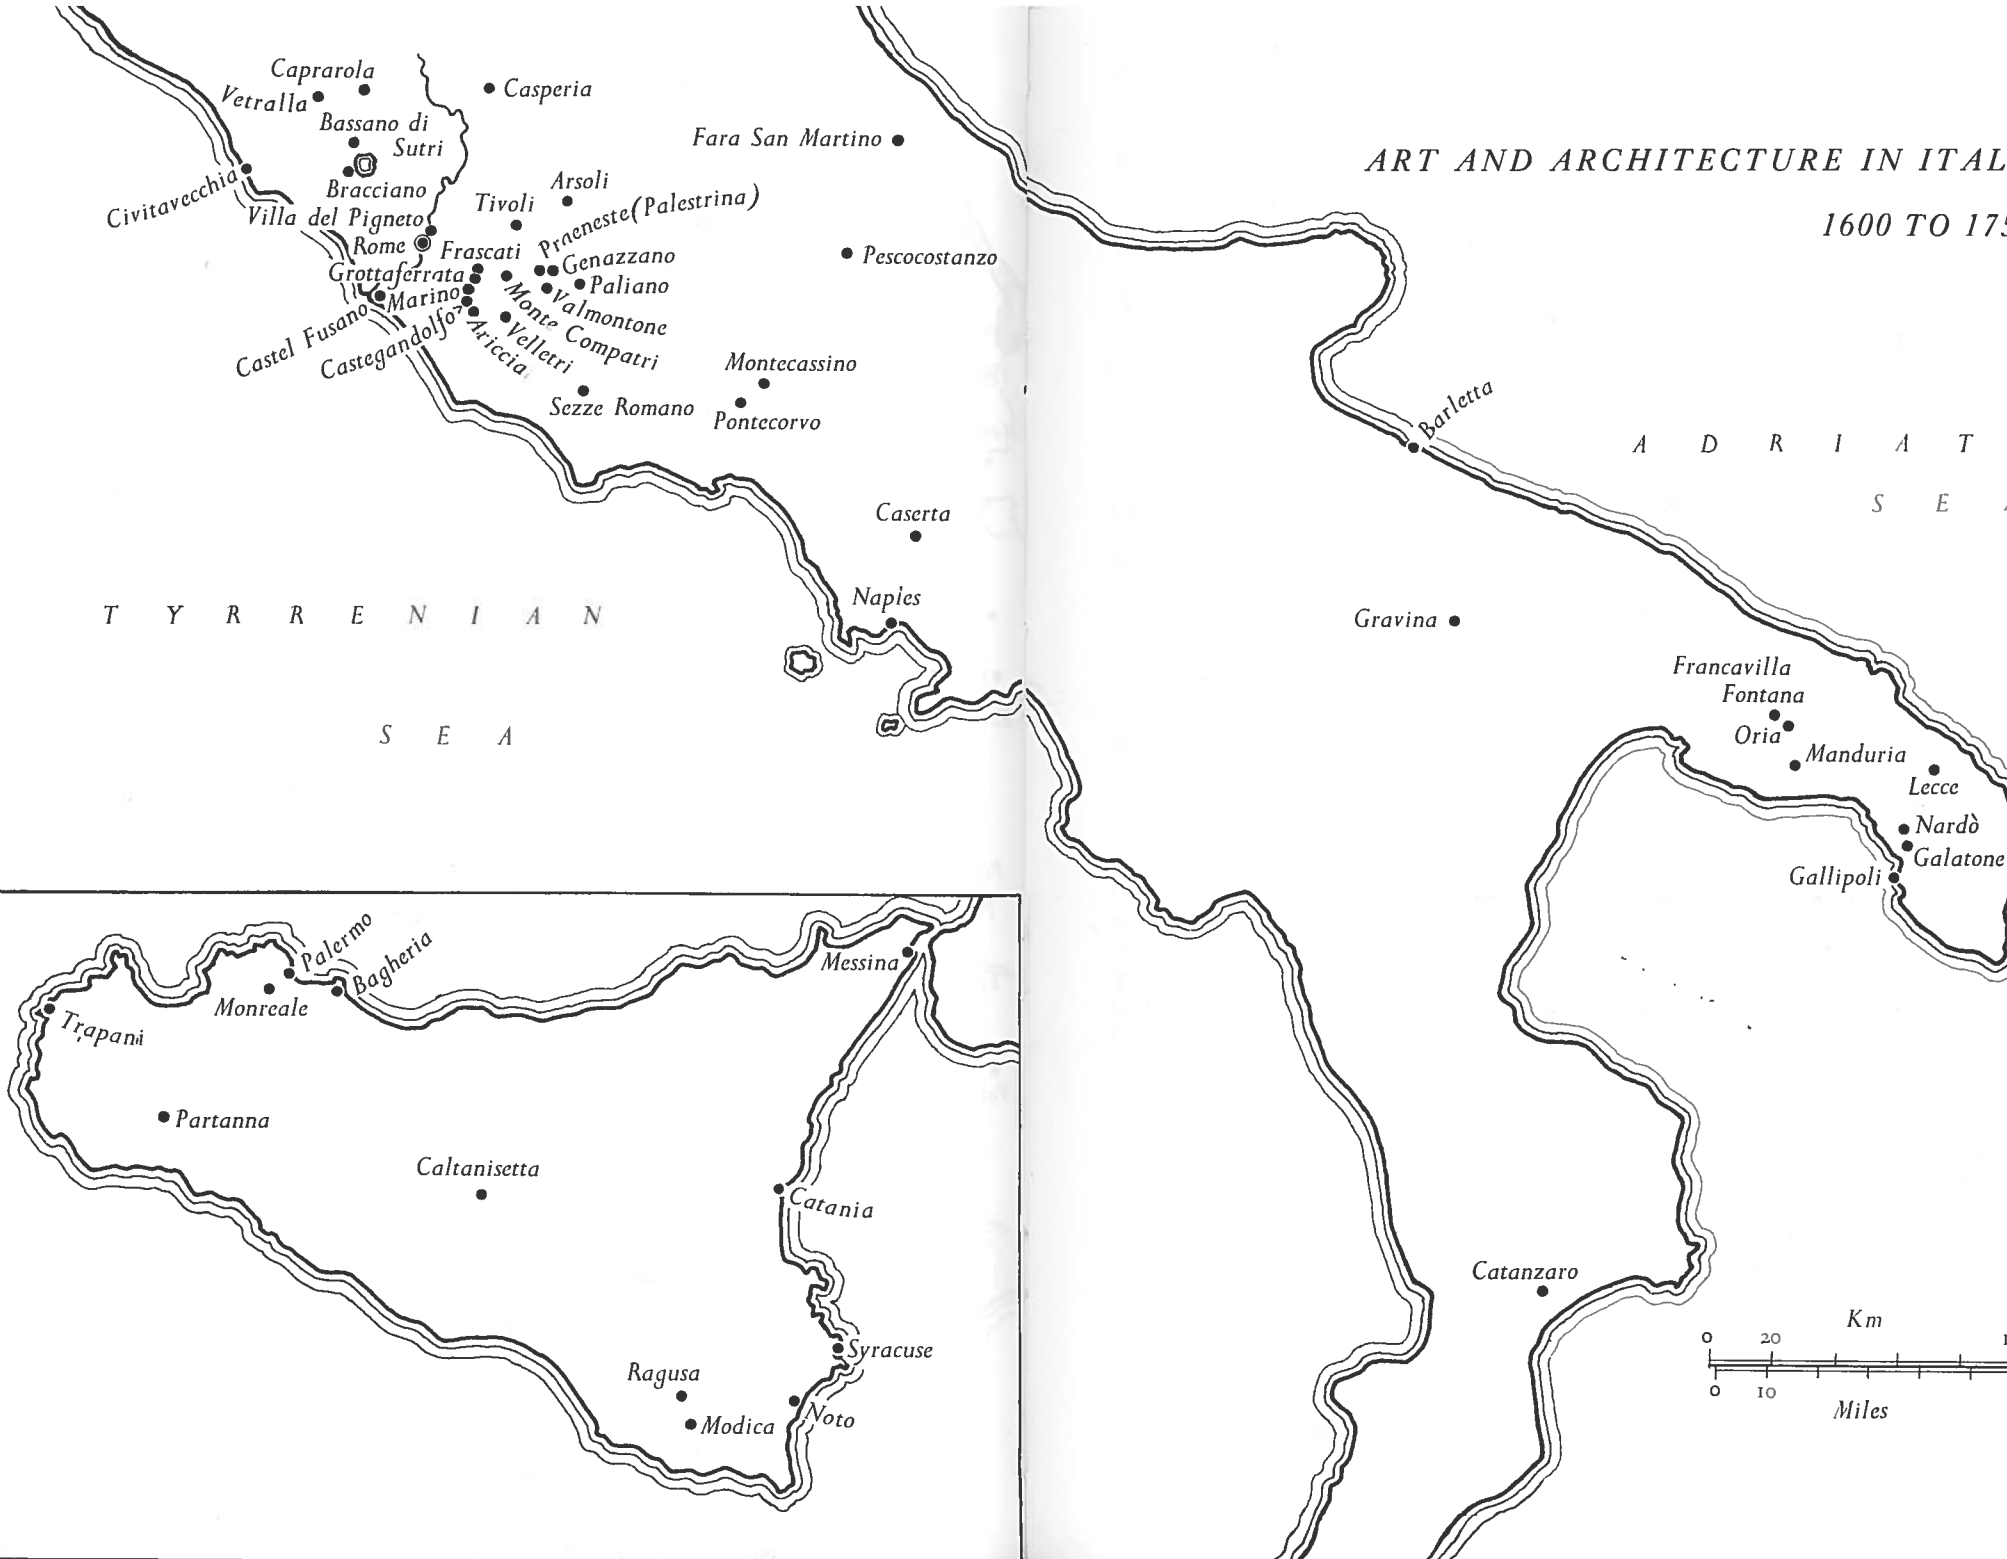 Caprarola
Vetralla
Casperia
Bassano di
Sutri
Fara San Martino
Bracciano
Civitavecchia
Arsoli
Tivoli
Praeneste (Palestrina)
Villa del Pigneto
Rome
Frascati
Genazzano
Grottaferrata
Paliano
Marino
Valmontone
Monte Compatri
Castel Fusano
Castegandolfo
Ariccia
Velletri
Pescocostanzo
Montecassino
Sezze Romano
Pontecorvo
Caserta
Naples
TYRRENIAN
SEA
ART AND ARCHITECTURE IN ITAL
1600 TO 175
Barletta
ADRIAT
SE
Gravina
Francavilla
Fontana
Oria
Manduria
Lecce
Nardò
Galatone
Gallipoli
Palermo
Bagheria
Messina
Monreale
Trapani
Partanna
Caltanisetta
Catania
Syracuse
Ragusa
Modica
Noto
Catanzaro
Km
0 20
0 10
Miles